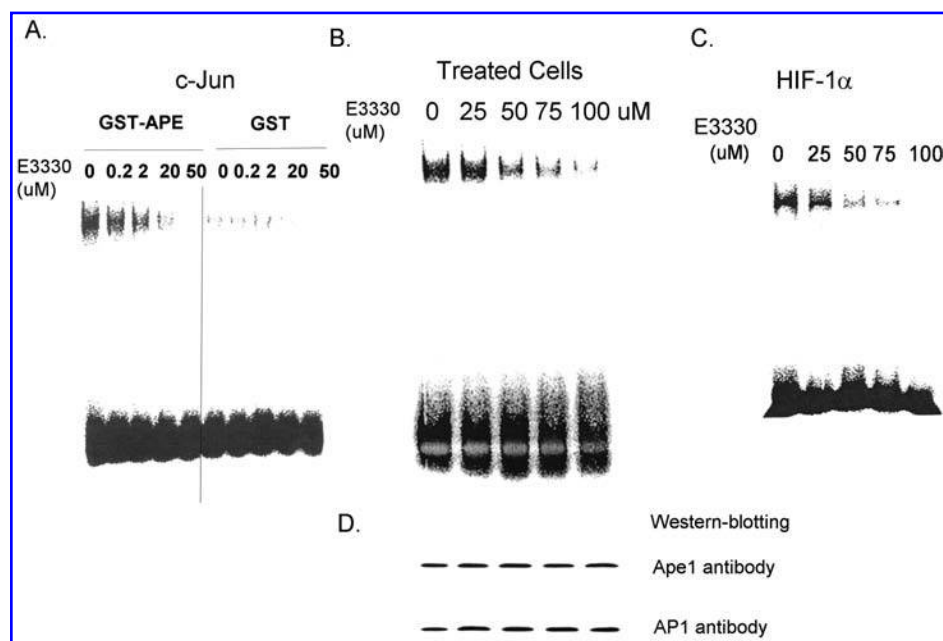 A.
c-Jun
GST-APE GST
E3330 (uM)
0 0.2 2 20 50 0 0.2 2 20 50
B.
Treated Cells
E3330 (uM)
0 25 50 75 100 uM
C.
HIF-1α
E3330 (uM)
0 25 50 75 100
D.
Western-blotting
Ape1 antibody
AP1 antibody